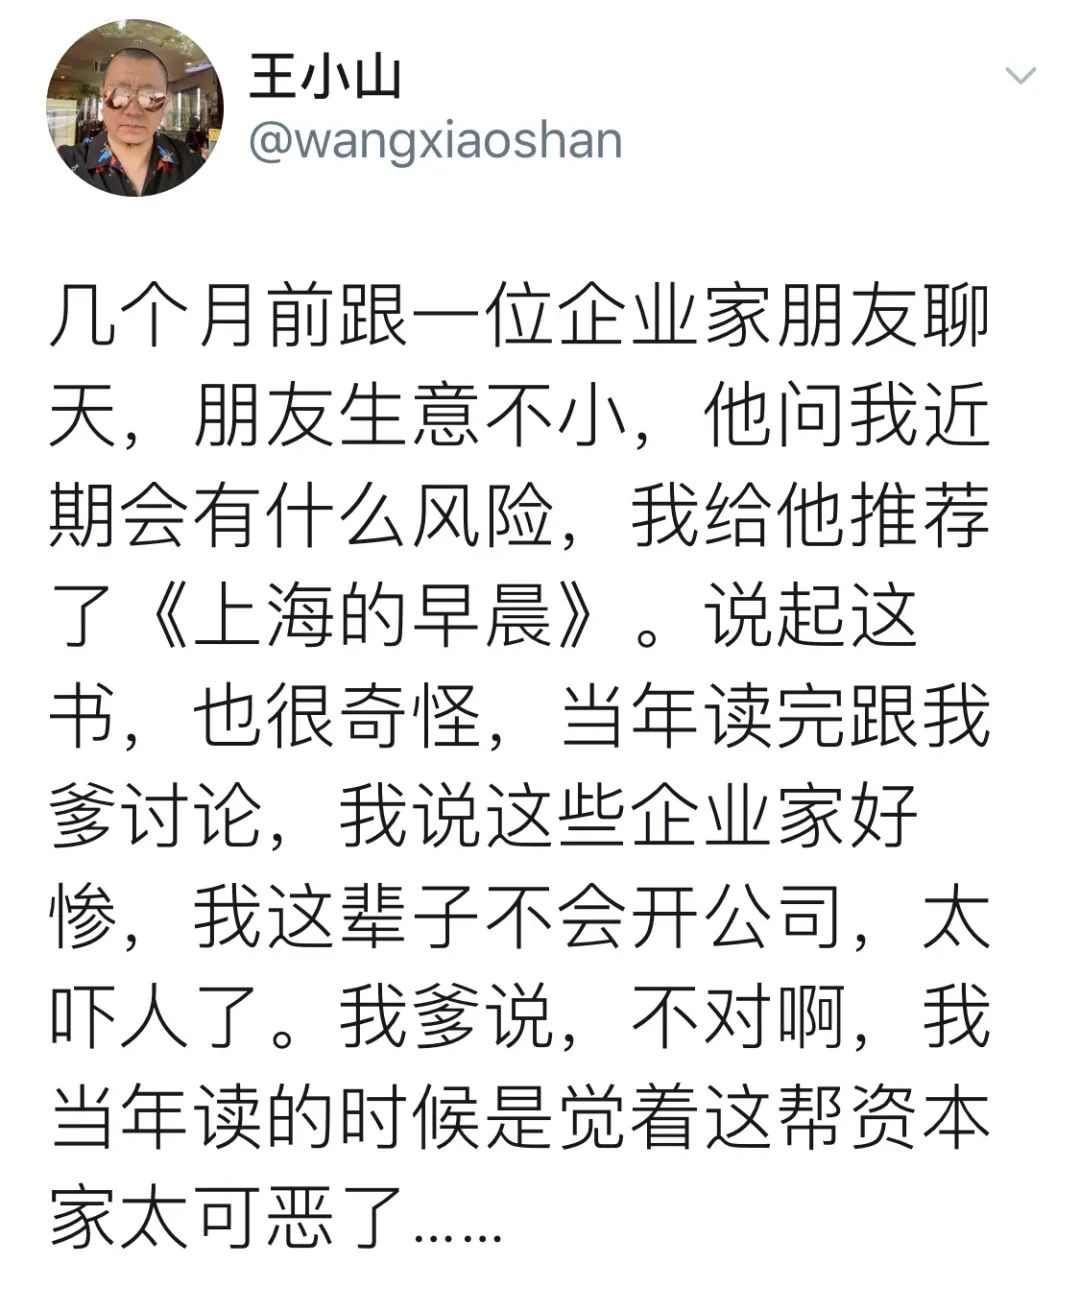 王小山
@wangxiaoshan
几个月前跟一位企业家朋友聊
天，朋友生意不小，他问我近
期会有什么风险，我给他推荐
了《上海的早晨》。说起这
书，也很奇怪，当年读完跟我
爹讨论，我说这些企业家好
惨，我这辈子不会开公司，太
吓人了。我爹说，不对啊，我
当年读的时候是觉着这帮资本
家太可恶了……